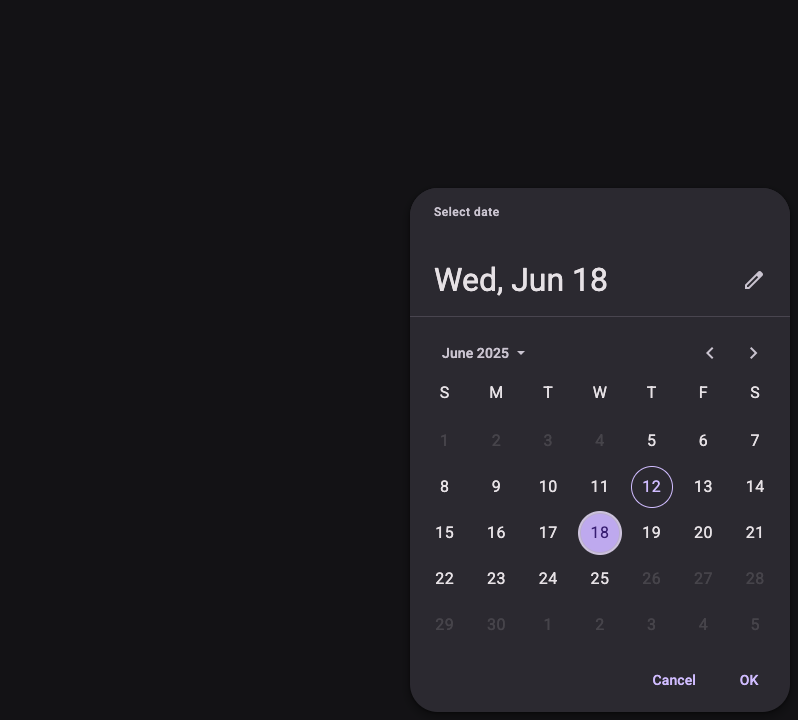 Select date
Wed, Jun 18
June 2025
S M T W T F S
1 2 3 4 5 6 7
8 9 10 11 12 13 14
15 16 17 18 19 20 21
22 23 24 25 26 27 28
29 30 1 2 3 4 5
Cancel OK